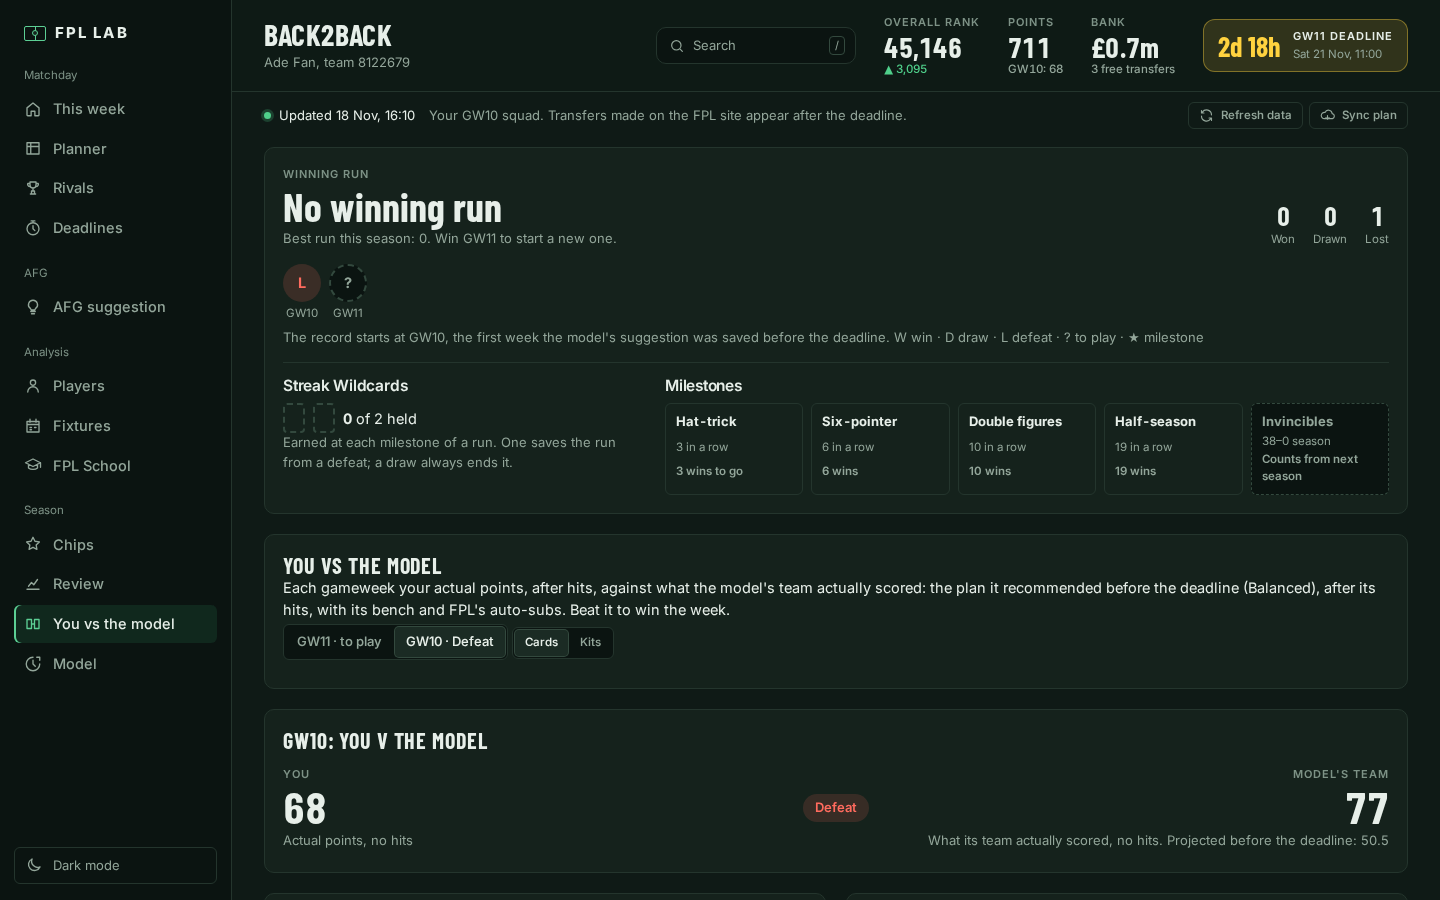 FPL LAB
Matchday
This week
Planner
Rivals
Deadlines
AFG
AFG suggestion
Analysis
Players
Fixtures
FPL School
Season
Chips
Review
You vs the model
Model
Dark mode
BACK2BACK
Ade Fan, team 8122679
Search
/
OVERALL RANK
45,146
▲ 3,095
POINTS
711
GW10: 68
BANK
£0.7m
3 free transfers
2d 18h
GW11 DEADLINE
Sat 21 Nov, 11:00
Updated 18 Nov, 16:10
Your GW10 squad. Transfers made on the FPL site appear after the deadline.
Refresh data
Sync plan
WINNING RUN
No winning run
Best run this season: 0. Win GW11 to start a new one.
0
Won
0
Drawn
1
Lost
L
GW10
?
GW11
The record starts at GW10, the first week the model's suggestion was saved before the deadline. W win · D draw · L defeat · ? to play · ★ milestone
Streak Wildcards
0 of 2 held
Earned at each milestone of a run. One saves the run
from a defeat; a draw always ends it.
Milestones
Hat-trick
3 in a row
3 wins to go
Six-pointer
6 in a row
6 wins
Double figures
10 in a row
10 wins
Half-season
19 in a row
19 wins
Invincibles
38–0 season
Counts from next
season
YOU VS THE MODEL
Each gameweek your actual points, after hits, against what the model's team actually scored: the plan it recommended before the deadline (Balanced), after its
hits, with its bench and FPL's auto-subs. Beat it to win the week.
GW11 · to play
GW10 · Defeat
Cards
Kits
GW10: YOU V THE MODEL
YOU
68
Actual points, no hits
Defeat
MODEL'S TEAM
77
What its team actually scored, no hits. Projected before the deadline: 50.5